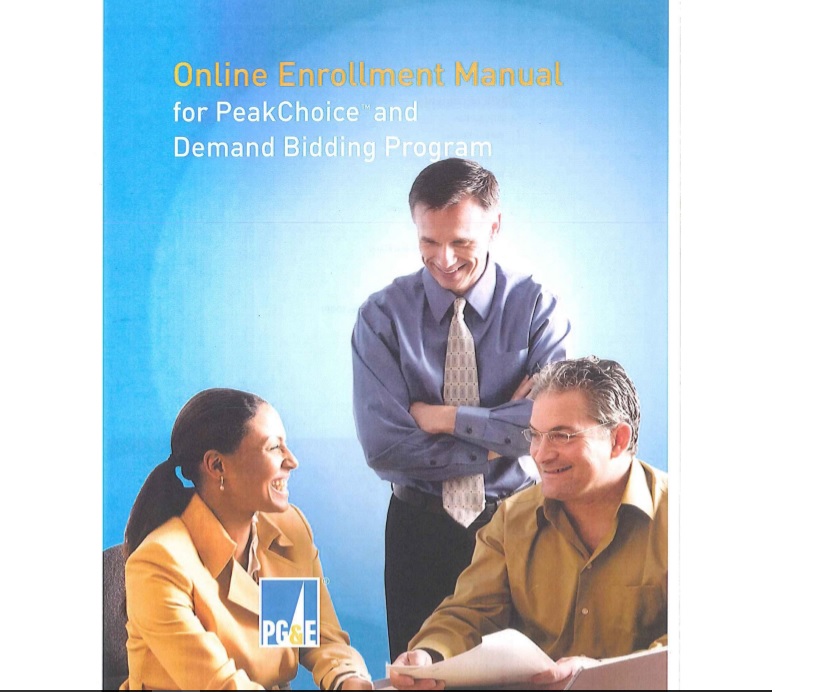 Online Enrollment Manual
for PeakChoice™ and
Demand Bidding Program
PG&E®